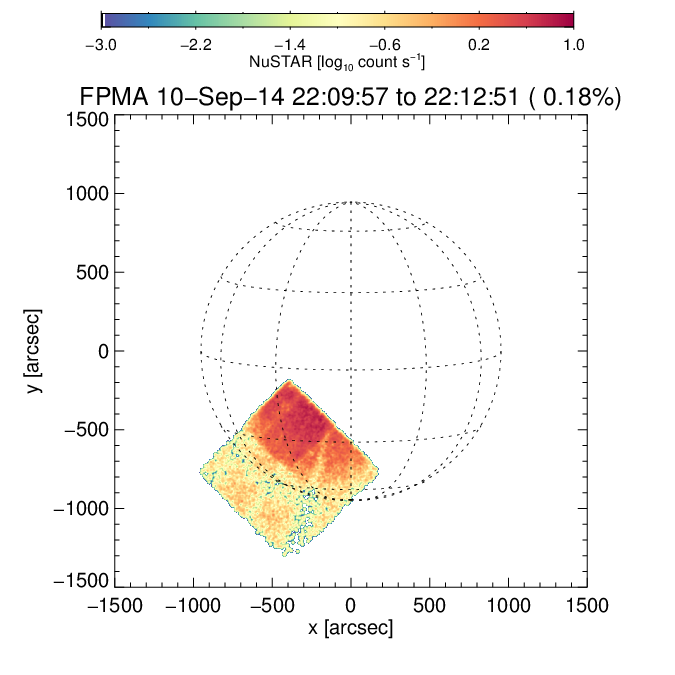 −3.0 −2.2 −1.4 −0.6 0.2 1.0
NuSTAR [log₁₀ count s⁻¹]
FPMA 10−Sep−14 22:09:57 to 22:12:51 ( 0.18%)
1500
1000
500
0
−500
−1000
−1500
y [arcsec]
−1500 −1000 −500 0 500 1000 1500
x [arcsec]